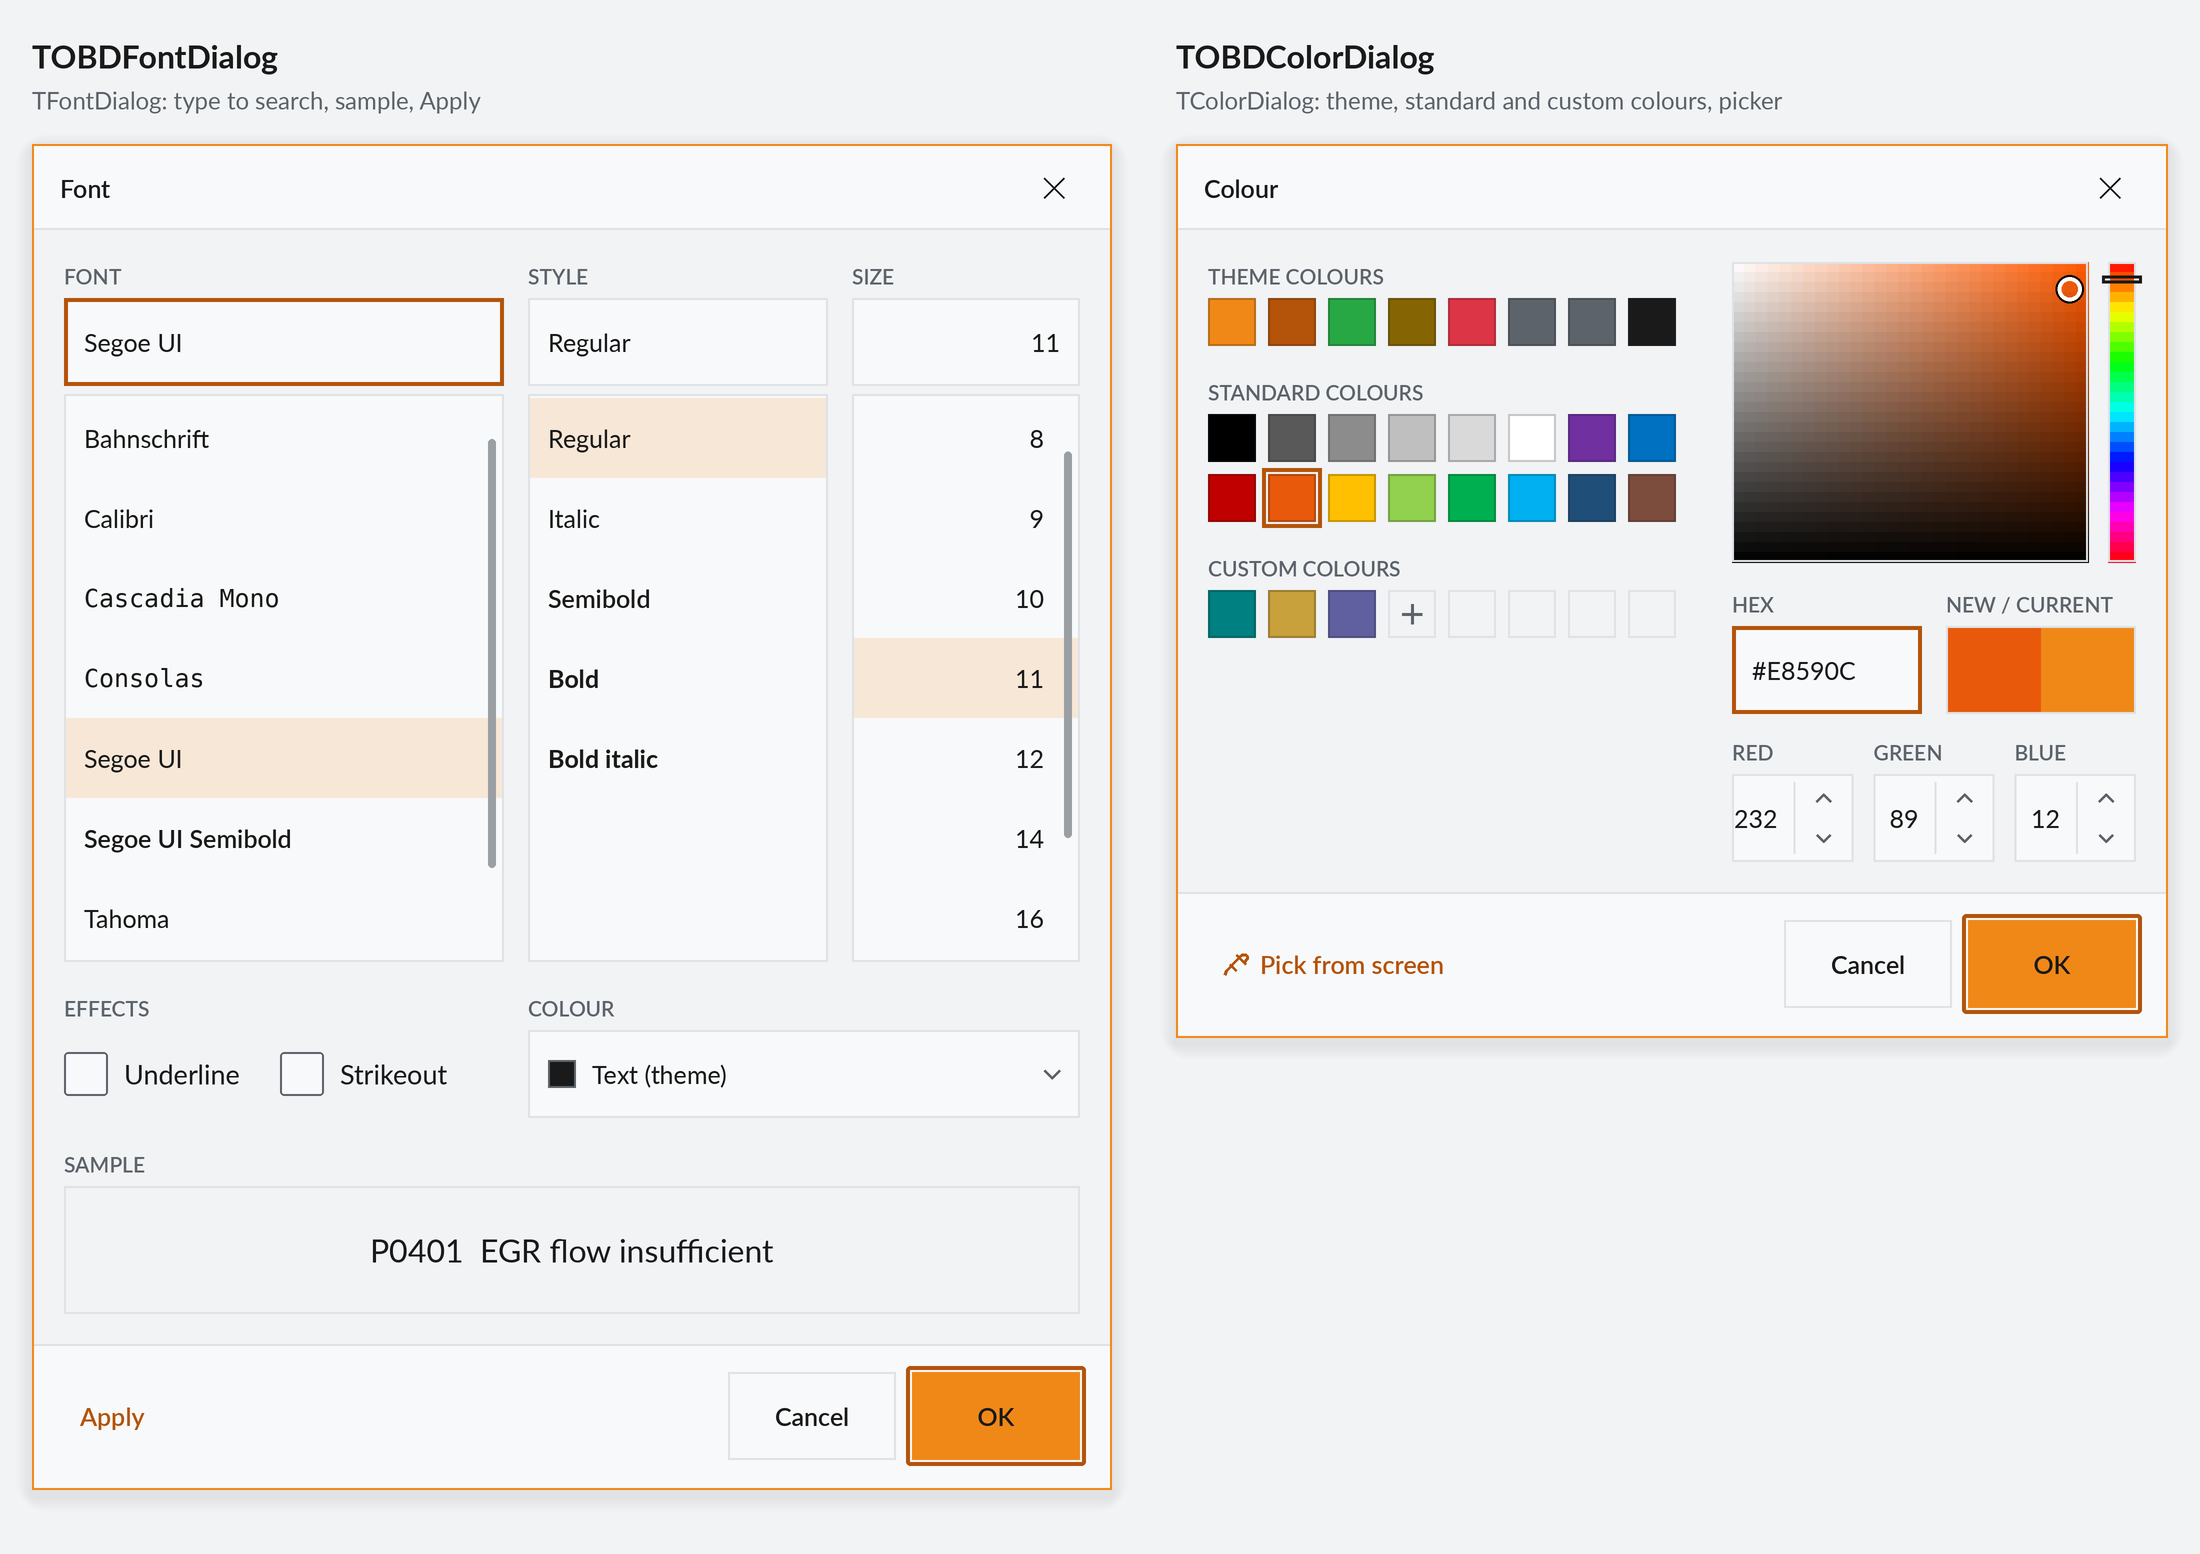 TOBDFontDialog
TFontDialog: type to search, sample, Apply
Font
FONT
STYLE
SIZE
Segoe UI
Regular
11
Bahnschrift
Calibri
Cascadia Mono
Consolas
Segoe UI
Segoe UI Semibold
Tahoma
Regular
Italic
Semibold
Bold
Bold italic
8
9
10
11
12
14
16
EFFECTS
Underline
Strikeout
COLOUR
Text (theme)
SAMPLE
P0401 EGR flow insufficient
Apply
Cancel
OK
TOBDColorDialog
TColorDialog: theme, standard and custom colours, picker
Colour
THEME COLOURS
STANDARD COLOURS
CUSTOM COLOURS
HEX
NEW / CURRENT
#E8590C
RED
GREEN
BLUE
232
89
12
Pick from screen
Cancel
OK